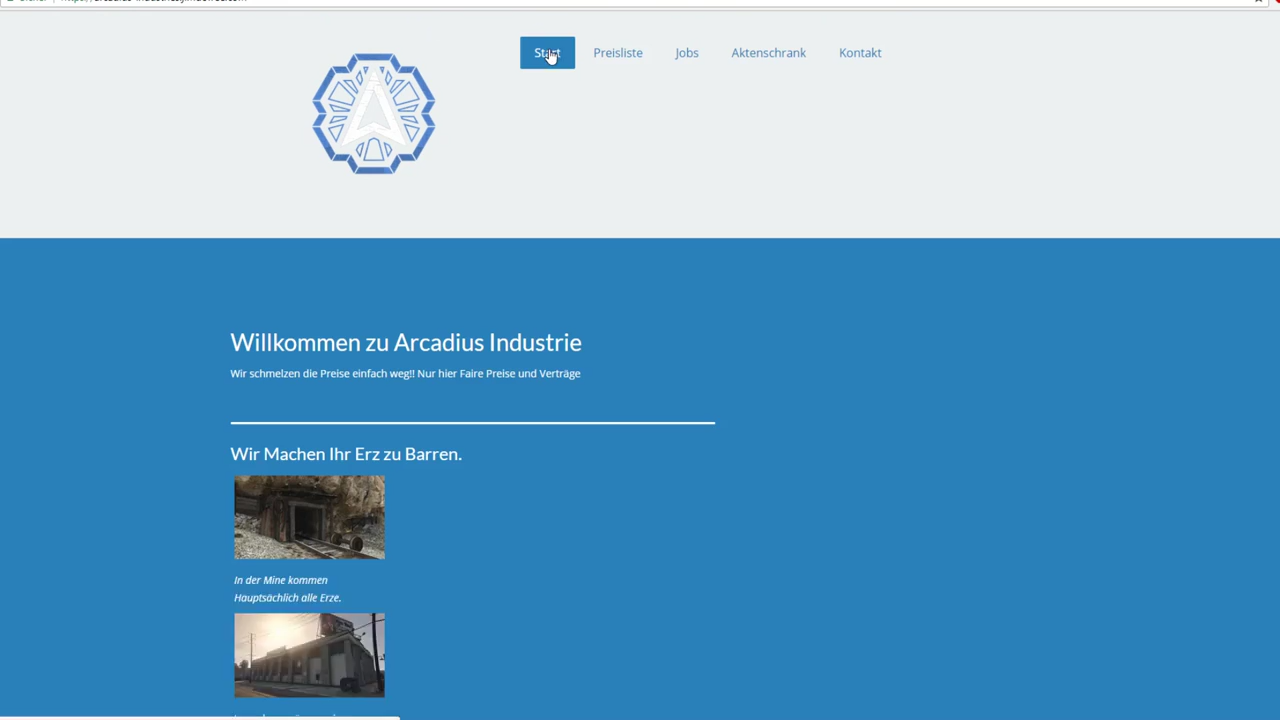 Start Preisliste Jobs Aktenschrank Kontakt
Willkommen zu Arcadius Industrie
Wir schmelzen die Preise einfach weg!! Nur hier Faire Preise und Verträge
Wir Machen Ihr Erz zu Barren.
In der Mine kommen
Hauptsächlich alle Erze.